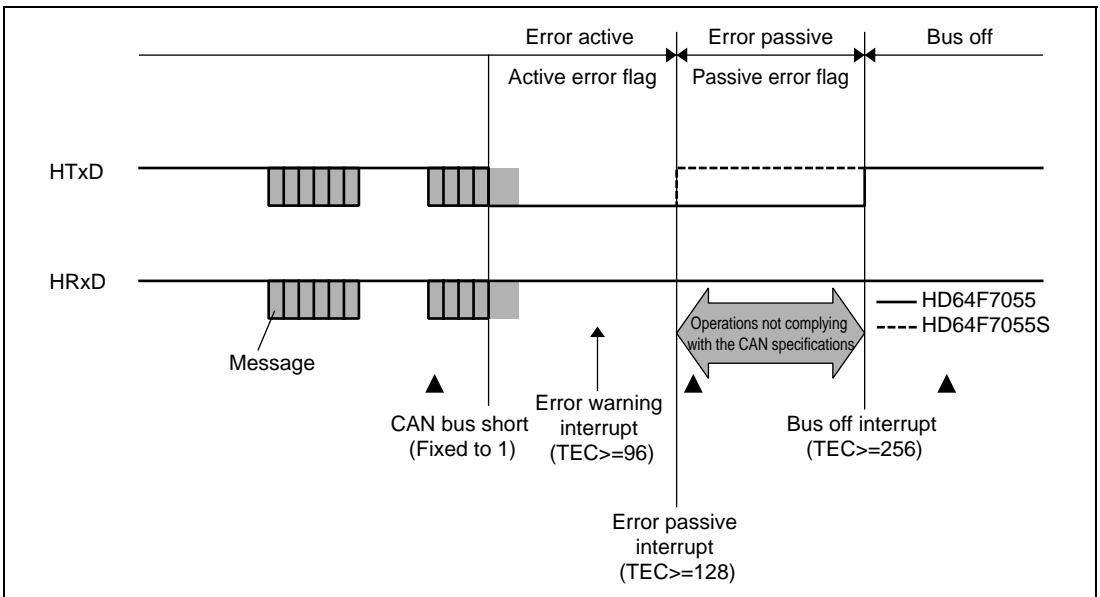 Error active
Error passive
Bus off
Active error flag
Passive error flag
HTxD
HRxD
Message
Operations not complying
with the CAN specifications
HD64F7055
HD64F7055S
CAN bus short
(Fixed to 1)
Error warning
interrupt
(TEC>=96)
Bus off interrupt
(TEC>=256)
Error passive
interrupt
(TEC>=128)